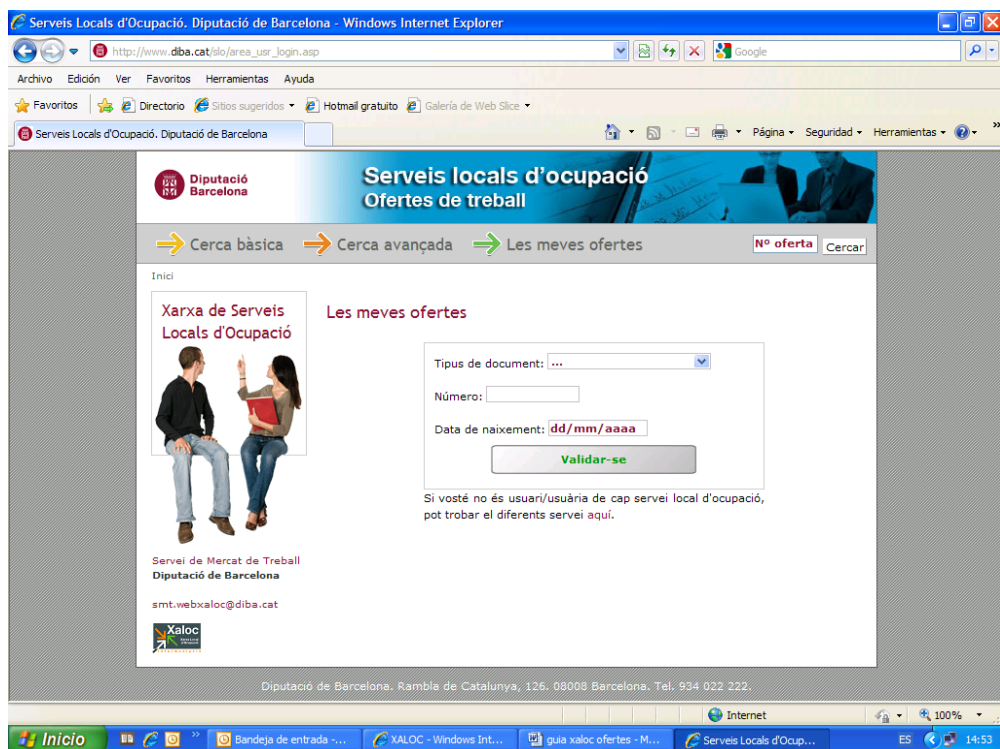 Serveis Locals d'Ocupació. Diputació de Barcelona - Windows Internet Explorer
http://www.diba.cat/slo/area_usr_login.asp
Google
Archivo Edición Ver Favoritos Herramientas Ayuda
Favoritos Directorio Sitios sugeridos Hotmail gratuito Galería de Web Slice
Serveis Locals d'Ocupació. Diputació de Barcelona
Página Seguridad Herramientas »
Diputació
Barcelona
Serveis locals d'ocupació
Ofertes de treball
Cerca bàsica Cerca avançada Les meves ofertes Nº oferta Cercar
Inici
Xarxa de Serveis
Locals d'Ocupació
Les meves ofertes
Tipus de document: ...
Número:
Data de naixement: dd/mm/aaaa
Validar-se
Si vosté no és usuari/usuària de cap servei local d'ocupació,
pot trobar el diferents servei aquí.
Servei de Mercat de Treball
Diputació de Barcelona
smt.webxaloc@diba.cat
Xaloc
Diputació de Barcelona. Rambla de Catalunya, 126. 08008 Barcelona. Tel. 934 022 222.
Internet 100%
Inicio » Bandeja de entrada -... XALOC - Windows Int... guia xaloc ofertes - M... Serveis Locals d'Ocup... ES 14:53